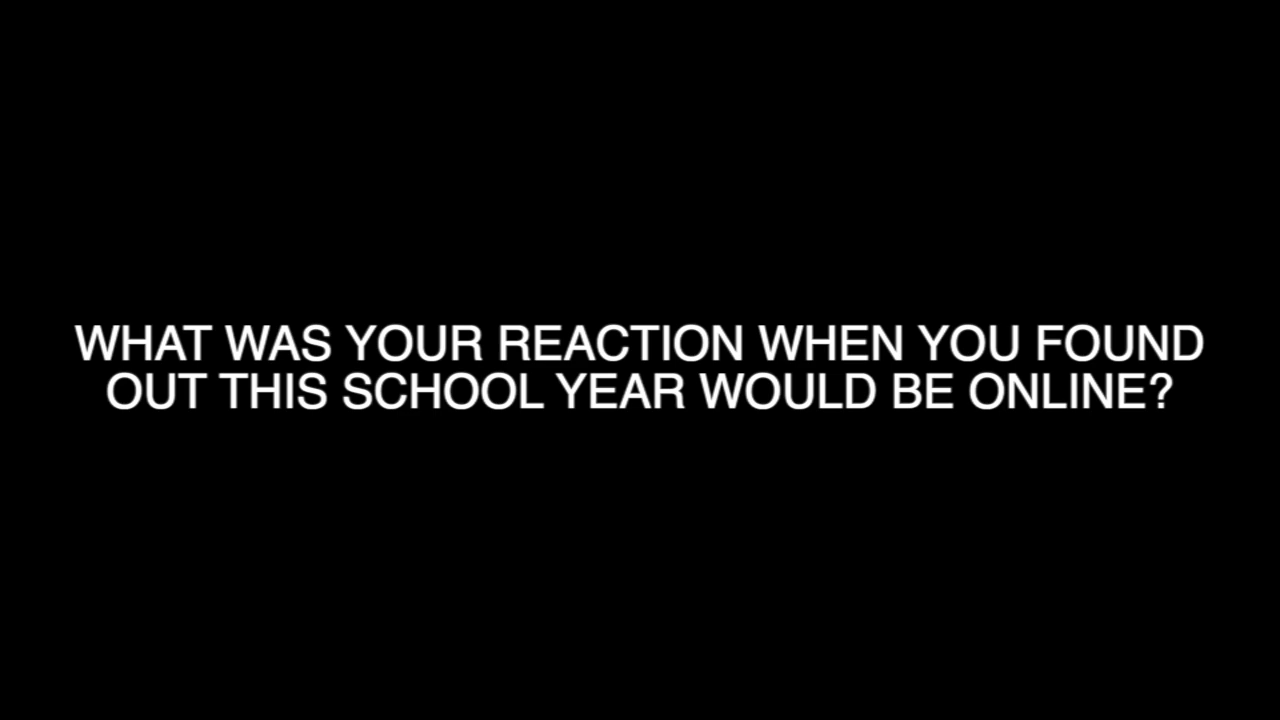 WHAT WAS YOUR REACTION WHEN YOU FOUND
OUT THIS SCHOOL YEAR WOULD BE ONLINE?